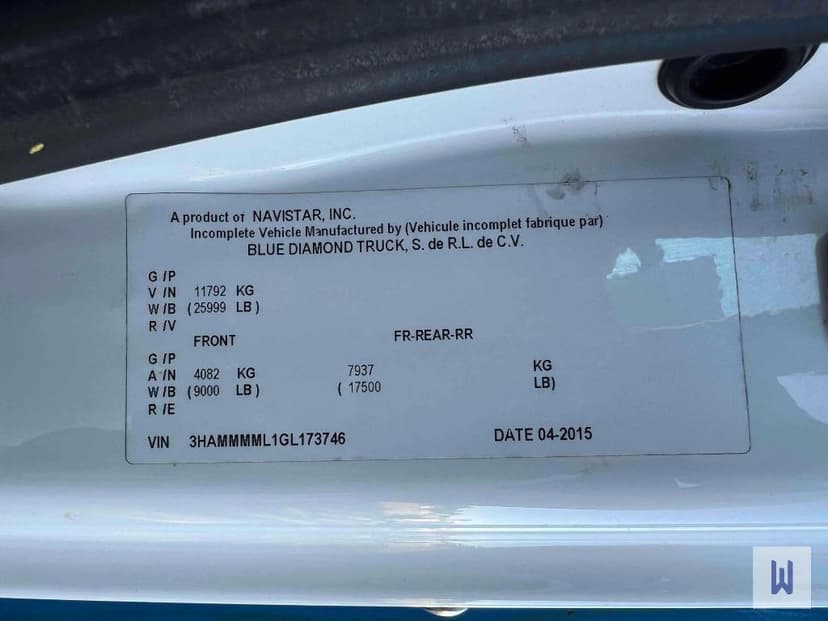 A product of NAVISTAR, INC.
Incomplete Vehicle Manufactured by (Vehicule incomplet fabrique par)
BLUE DIAMOND TRUCK, S. de R.L. de C.V.
G /P
V /N 11792 KG
W /B (25999 LB)
R /V
FRONT FR-REAR-RR
G /P
A /N 4082 KG 7937 KG
W /B (9000 LB) ( 17500 LB)
R /E
VIN 3HAMMMML1GL173746 DATE 04-2015
W